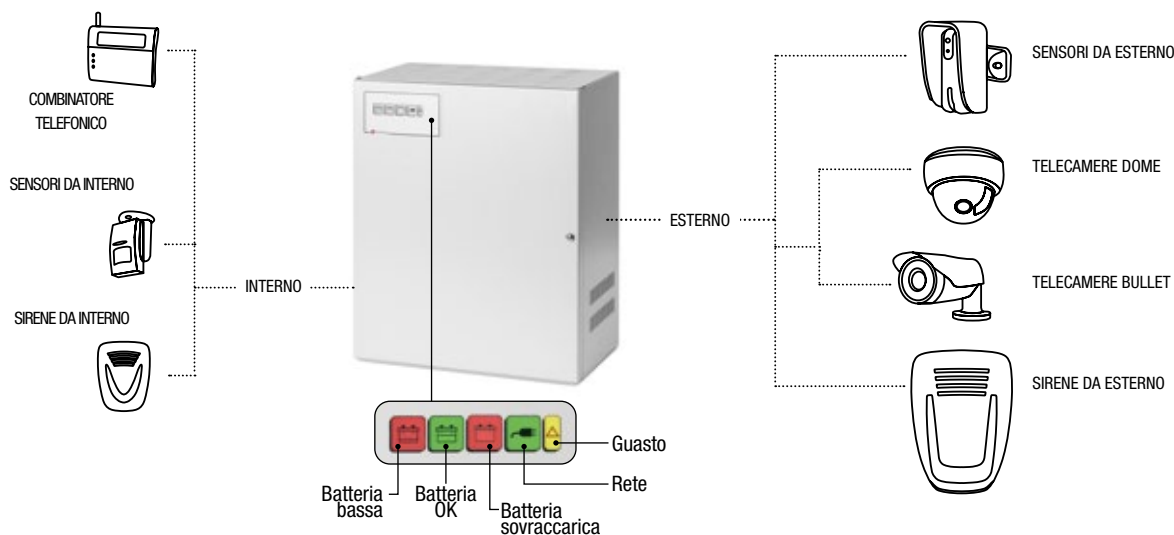 COMBINATORE
TELEFONICO
SENSORI DA INTERNO
SIRENE DA INTERNO
INTERNO
ESTERNO
SENSORI DA ESTERNO
TELECAMERE DOME
TELECAMERE BULLET
SIRENE DA ESTERNO
Guasto
Rete
Batteria
bassa
Batteria
OK
Batteria
sovraccarica